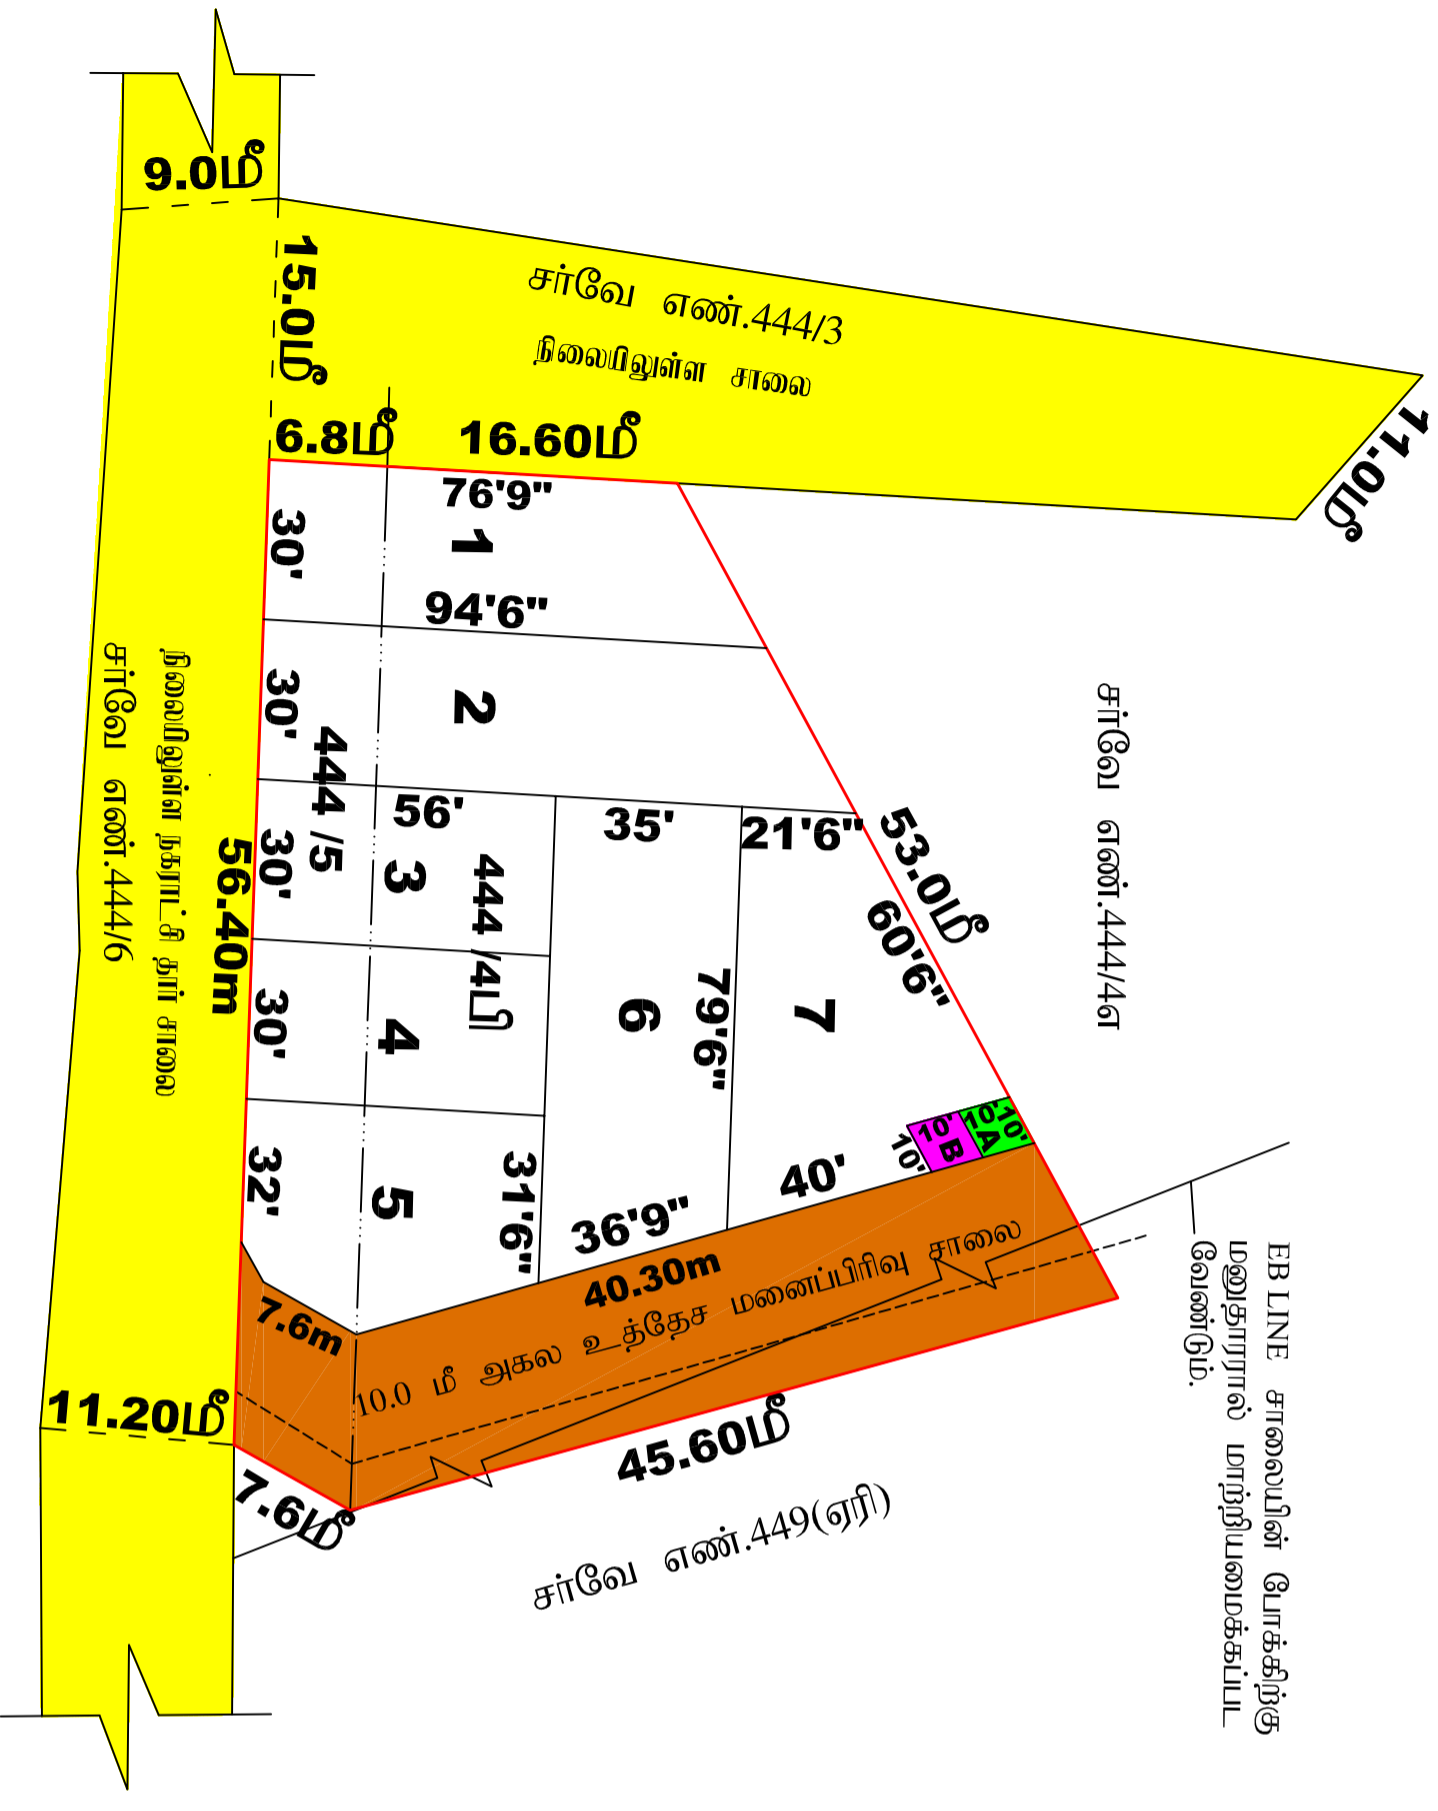 9.0மீ
15.0மீ
சர்வே எண்.444/3
நிலையிலுள்ள சாலை
11.0மீ
6.8மீ
16.60மீ
76'9"
30'
1
94'6"
30'
2
444 /5
30'
56'
3
444 /4பி
35'
21'6"
53.0மீ
60'6"
சர்வே எண்.444/4எ
நிலையிலுள்ள நகராட்சி தார் சாலை
சர்வே எண்.444/6
56.40m
30'
4
6
79'6"
7
10'
10'
A
10'
B
10'
32'
5
31'6"
36'9"
40'
40.30m
7.6m
10.0 மீ அகல உத்தேச மனைப்பிரிவு சாலை
11.20மீ
7.6மீ
45.60மீ
சர்வே எண்.449(ஏரி)
EB LINE சாலையின் போக்கிற்கு
மனுதாரரால் மாற்றியமைக்கப்பட
வேண்டும்.